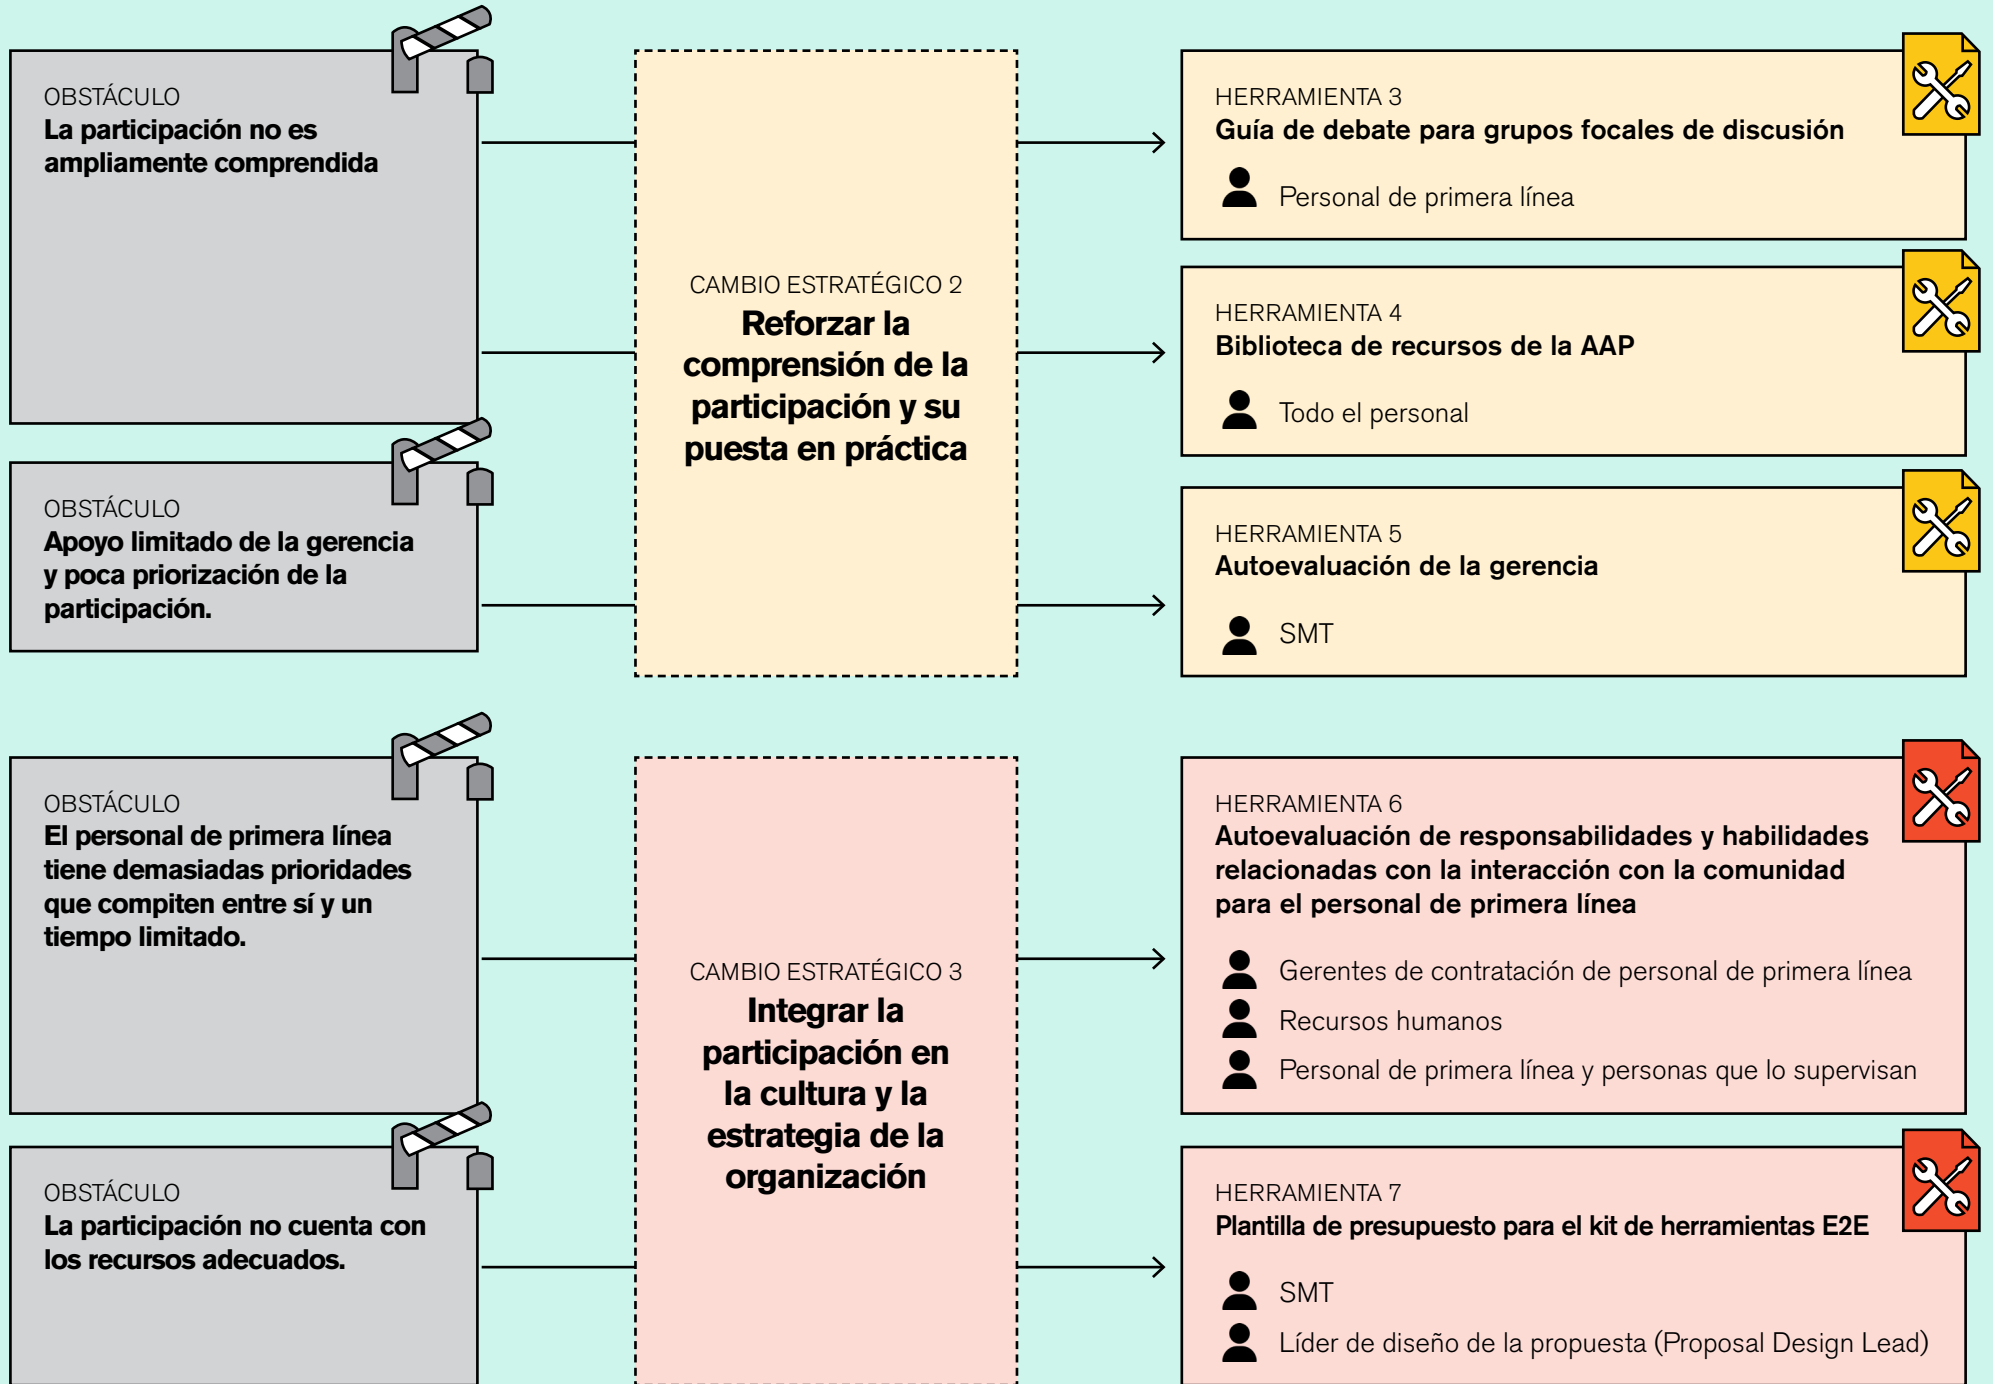 OBSTÁCULO
La participación no es
ampliamente comprendida
OBSTÁCULO
Apoyo limitado de la gerencia
y poca priorización de la
participación.
CAMBIO ESTRATÉGICO 2
Reforzar la
comprensión de la
participación y su
puesta en práctica
HERRAMIENTA 3
Guía de debate para grupos focales de discusión
Personal de primera línea
HERRAMIENTA 4
Biblioteca de recursos de la AAP
Todo el personal
HERRAMIENTA 5
Autoevaluación de la gerencia
SMT
OBSTÁCULO
El personal de primera línea
tiene demasiadas prioridades
que compiten entre sí y un
tiempo limitado.
OBSTÁCULO
La participación no cuenta con
los recursos adecuados.
CAMBIO ESTRATÉGICO 3
Integrar la
participación en
la cultura y la
estrategia de la
organización
HERRAMIENTA 6
Autoevaluación de responsabilidades y habilidades
relacionadas con la interacción con la comunidad
para el personal de primera línea
Gerentes de contratación de personal de primera línea
Recursos humanos
Personal de primera línea y personas que lo supervisan
HERRAMIENTA 7
Plantilla de presupuesto para el kit de herramientas E2E
SMT
Líder de diseño de la propuesta (Proposal Design Lead)